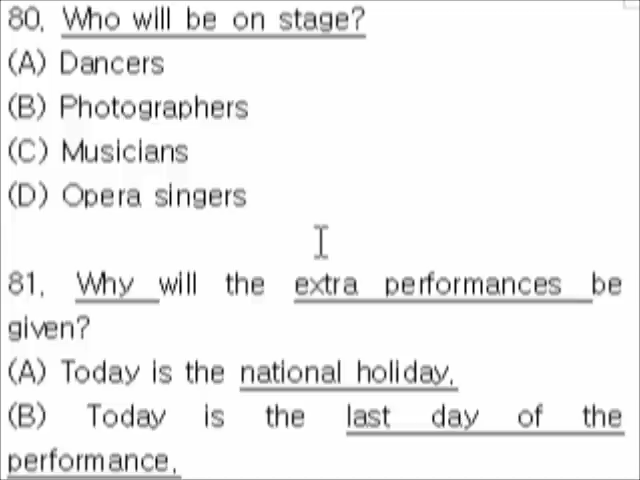 80. Who will be on stage?
(A) Dancers
(B) Photographers
(C) Musicians
(D) Opera singers
81. Why will the extra performances be
given?
(A) Today is the national holiday.
(B) Today is the last day of the
performance.